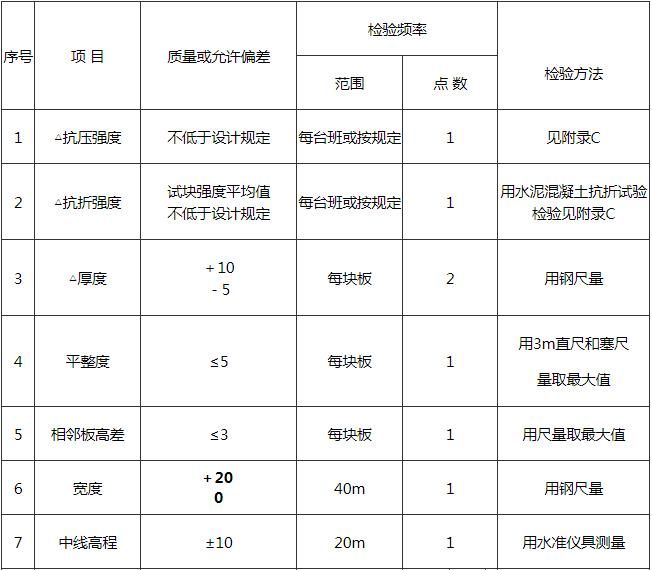 序号
项 目
质量或允许偏差
检验频率
检验方法
范围
点 数
1
△抗压强度
不低于设计规定
每台班或按规定
1
见附录C
2
△抗折强度
试块强度平均值
不低于设计规定
每台班或按规定
1
用水泥混凝土抗折试验
检验见附录C
3
△厚度
+10
-5
每块板
2
用钢尺量
4
平整度
≤5
每块板
1
用3m直尺和塞尺
量取最大值
5
相邻板高差
≤3
每块板
1
用尺量取最大值
6
宽度
+20
0
40m
1
用钢尺量
7
中线高程
±10
20m
1
用水准仪具测量